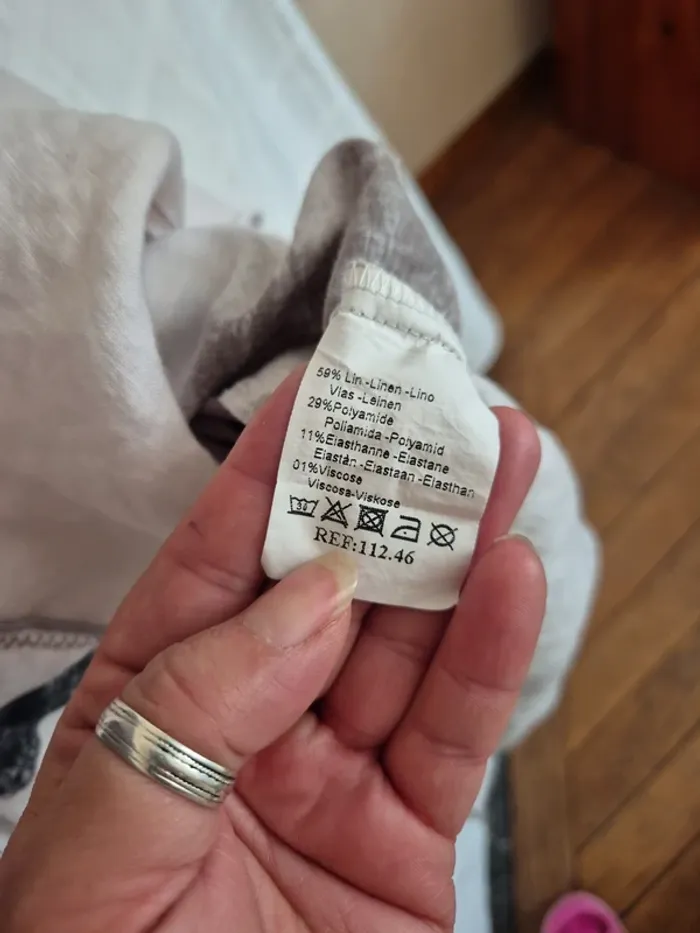 59% Lin-Linen-Lino
Vlas-Leinen
29%Polyamide
Poliamida-Polyamid
11%Elasthanne-Elastane
Elastán-Elastaan-Elasthan
01%Viscose
Viscosa-Viskose
30
REF:112.46